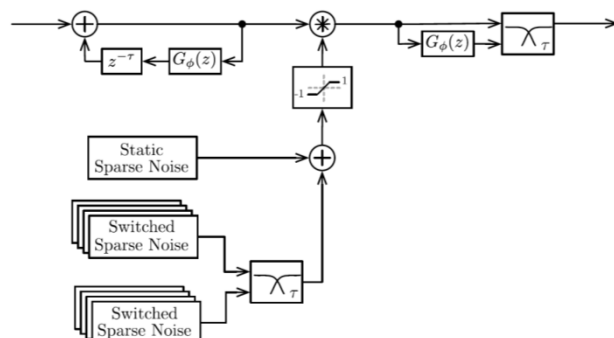 z^{-τ}
G_ϕ(z)
G_ϕ(z)
τ
-1
1
Static
Sparse Noise
Switched
Sparse Noise
τ
Switched
Sparse Noise